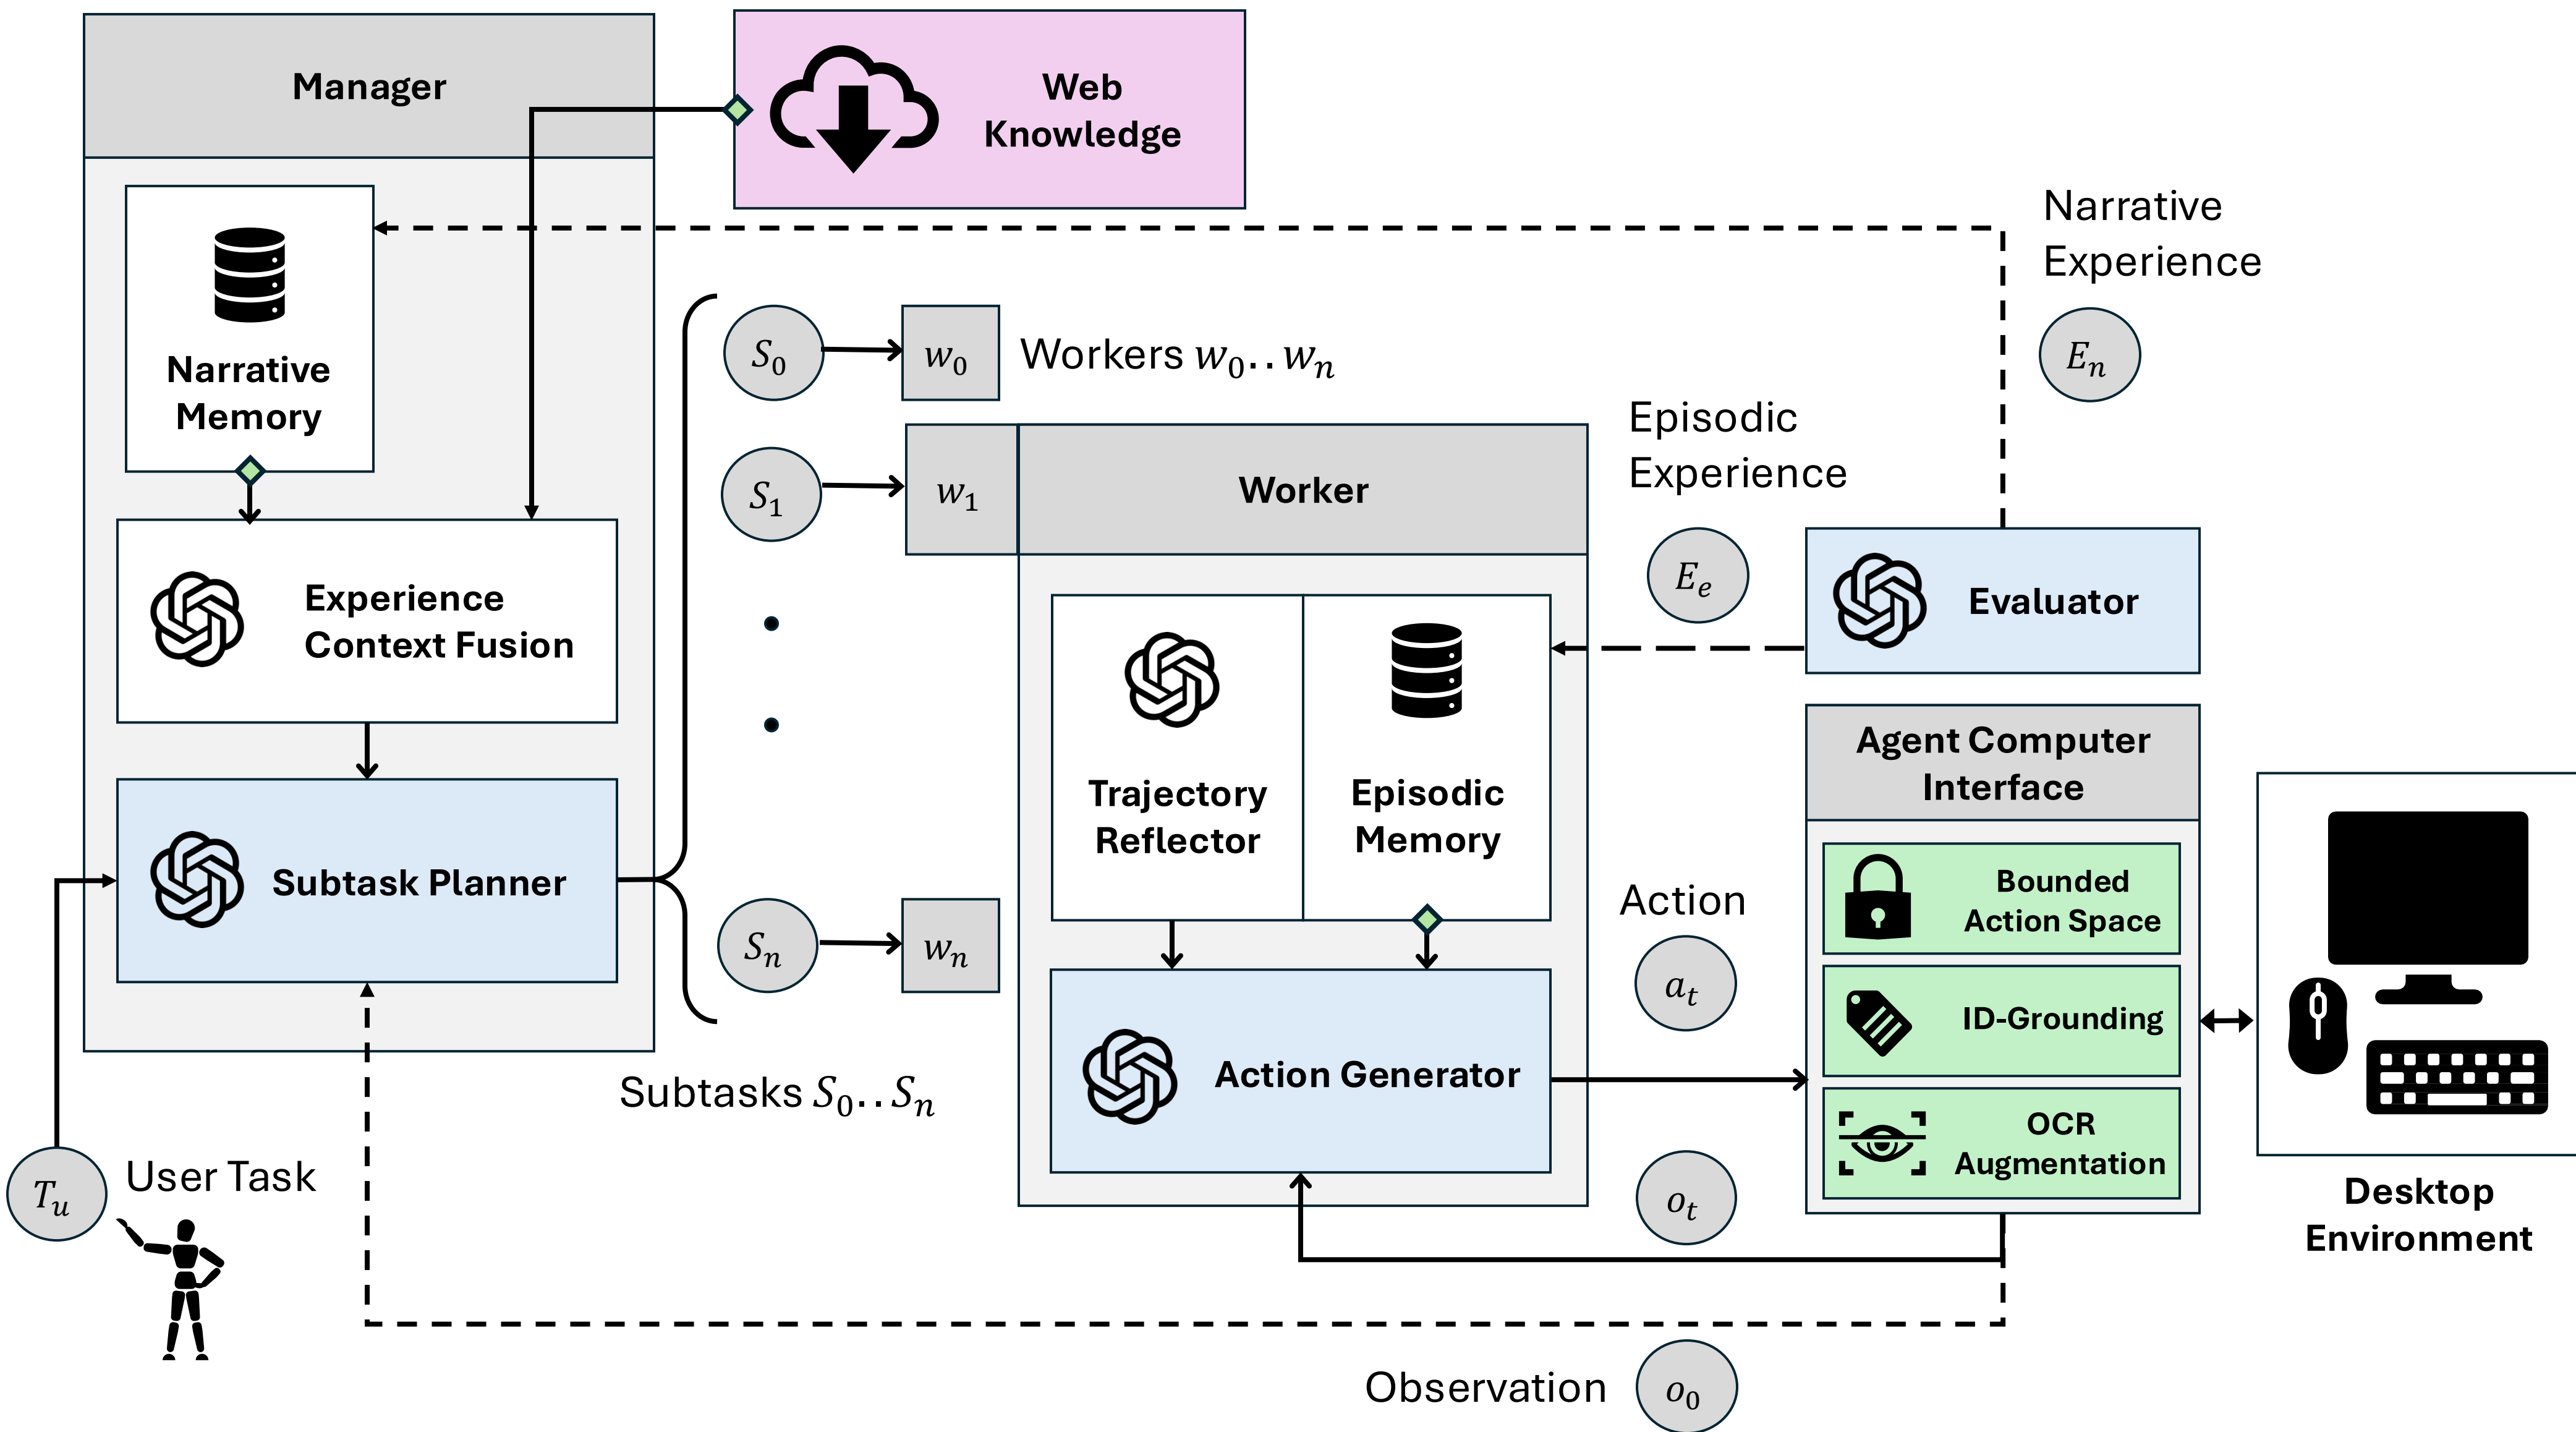 Manager
Web
Knowledge
Narrative
Memory
Experience
Context Fusion
Subtask Planner
T_u
User Task
S_0
w_0
Workers w_0..w_n
S_1
w_1
Worker
S_n
w_n
Subtasks S_0..S_n
Trajectory
Reflector
Episodic
Memory
Action Generator
Narrative
Experience
E_n
Episodic
Experience
E_e
Evaluator
Agent Computer
Interface
Bounded
Action Space
ID-Grounding
OCR
Augmentation
Action
a_t
o_t
Observation
o_0
Desktop
Environment